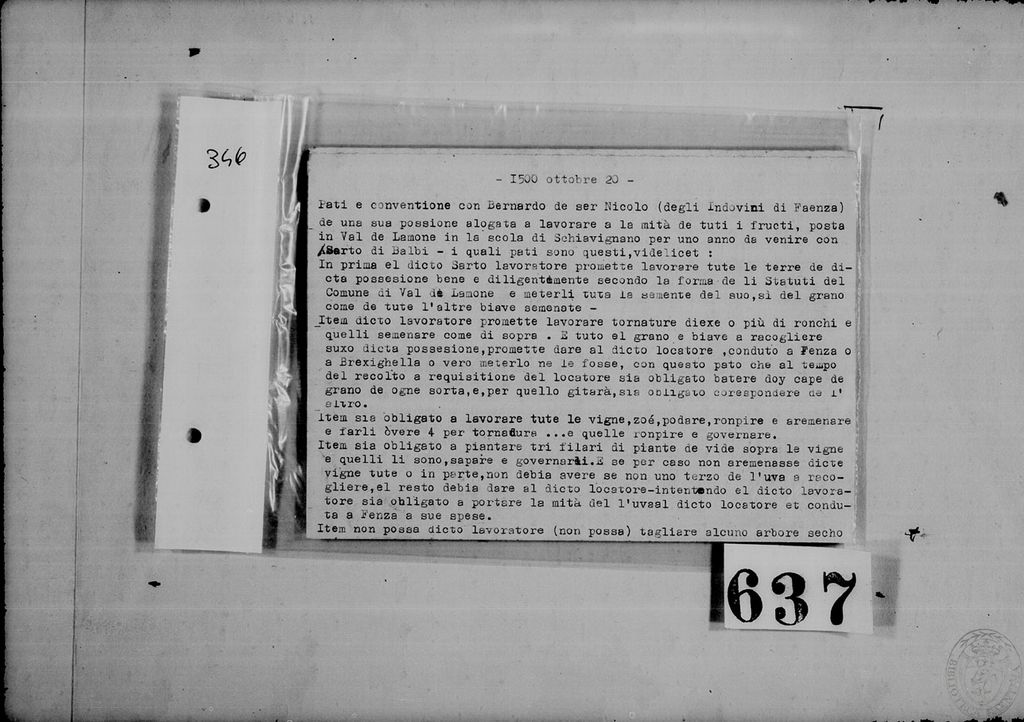 346
- I500 ottobre 20 -
Pati e conventione con Bernardo de ser Nicolo (degli Indovini di Faenza)
de una sua possione alogata a lavorare a la mità de tuti i fructi, posta
in Val de Lamone in la scola di Schiavignano per uno anno da venire con
Sarto di Balbi - i quali pati sono questi,videlicet :
In prima el dicto Sarto lavoratore promette lavorare tute le terre de di-
cta possesione bene e diligentemente secondo la forma de li Statuti del
Comune di Val de Lamone e meterli tuta la semente del suo,sì del grano
come de tute l'altre biave semenate -
Item dicto lavoratore promette lavorare tornature diexe o più di ronchi e
quelli semenare come di sopra . E tuto el grano e biave a racogliere
suxo dicta possesione,promette dare al dicto locatore ,conduto a Fenza o
a Brexighella o vero meterlo ne le fosse, con questo pato che al tempo
del recolto a requisitione del locatore sia obligato batere doy cape de
grano de ogne sorta,e,per quello gitarà,sia obligato corespondere de l'
altro.
Item sia obligato a lavorare tute le vigne,zoé,podare,ronpire e aremenare
e farli òvere 4 per tornadura ...e quelle ronpire e governare.
Item sia obligato a piantare tri filari di piante de vide sopra le vigne
e quelli li sono,sapare e governarli.E se per caso non aremenasse dicte
vigne tute o in parte,non debia avere se non uno terzo de l'uva a raco-
gliere,el resto debia dare al dicto locatore-intentendo el dicto lavora-
tore sia obligato a portare la mità del l'uvaal dicto locatore et condu-
ta a Fenza a sue spese.
Item non possa dicto lavoratore (non possa) tagliare alcuno arbore secho
637